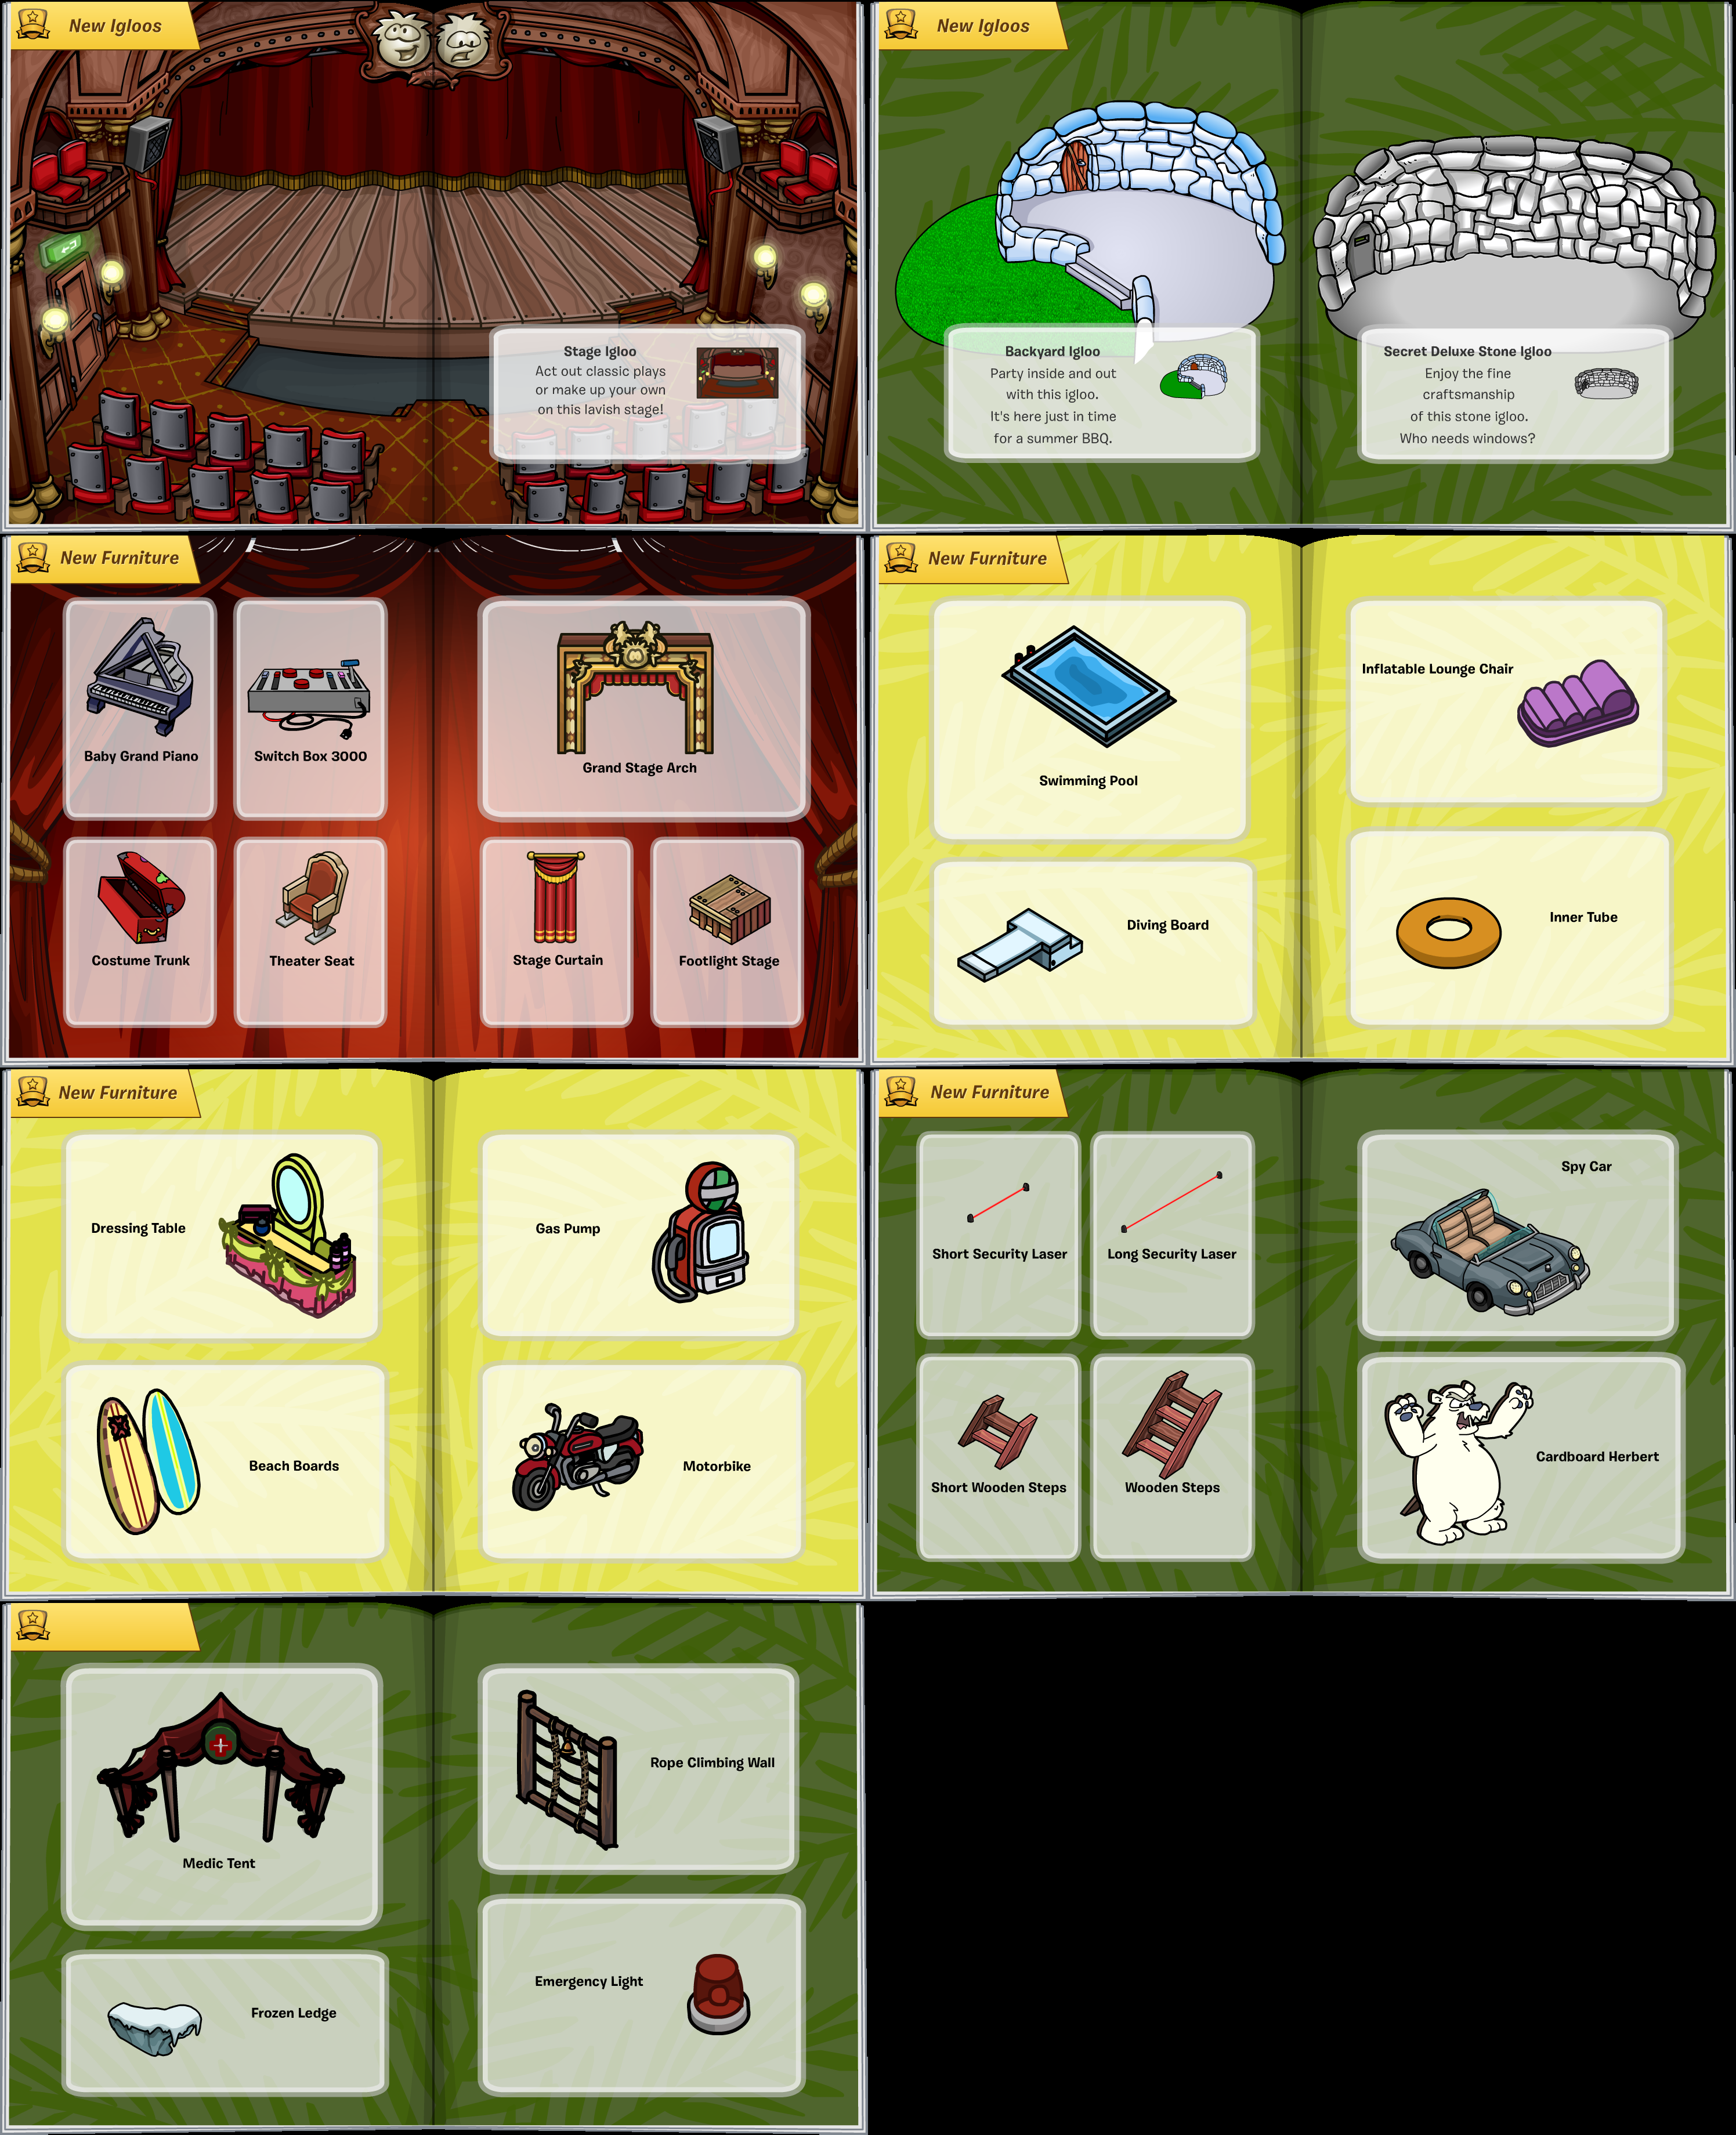 New Igloos
Stage Igloo
Act out classic plays
or make up your own
on this lavish stage!
New Igloos
Backyard Igloo
Party inside and out
with this igloo.
It's here just in time
for a summer BBQ.
Secret Deluxe Stone Igloo
Enjoy the fine
craftsmanship
of this stone igloo.
Who needs windows?
New Furniture
Baby Grand Piano
Switch Box 3000
Grand Stage Arch
Costume Trunk
Theater Seat
Stage Curtain
Footlight Stage
New Furniture
Swimming Pool
Inflatable Lounge Chair
Diving Board
Inner Tube
New Furniture
Dressing Table
Gas Pump
Beach Boards
Motorbike
New Furniture
Short Security Laser
Long Security Laser
Spy Car
Short Wooden Steps
Wooden Steps
Cardboard Herbert
Medic Tent
Rope Climbing Wall
Frozen Ledge
Emergency Light